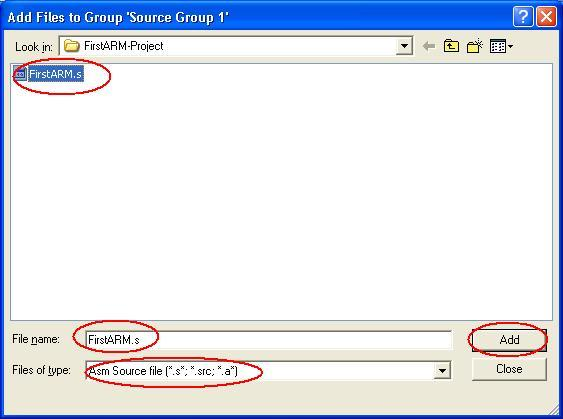 Add Files to Group 'Source Group 1'
Look in: FirstARM-Project
FirstARM.s
File name: FirstARM.s Add
Files of type: Asm Source file (*.s*; *.src; *.a*) Close